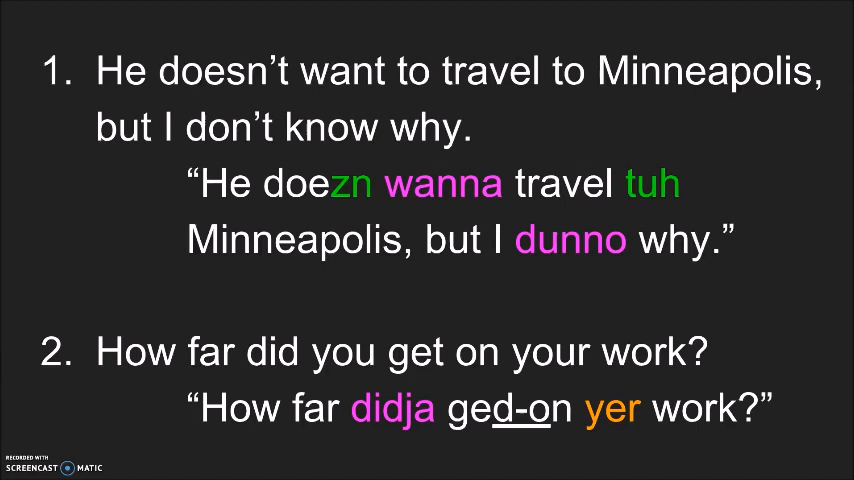 1. He doesn’t want to travel to Minneapolis,
but I don’t know why.
“He doezn wanna travel tuh
Minneapolis, but I dunno why.”
2. How far did you get on your work?
“How far didja ged-on yer work?”
RECORDED WITH
SCREENCAST MATIC